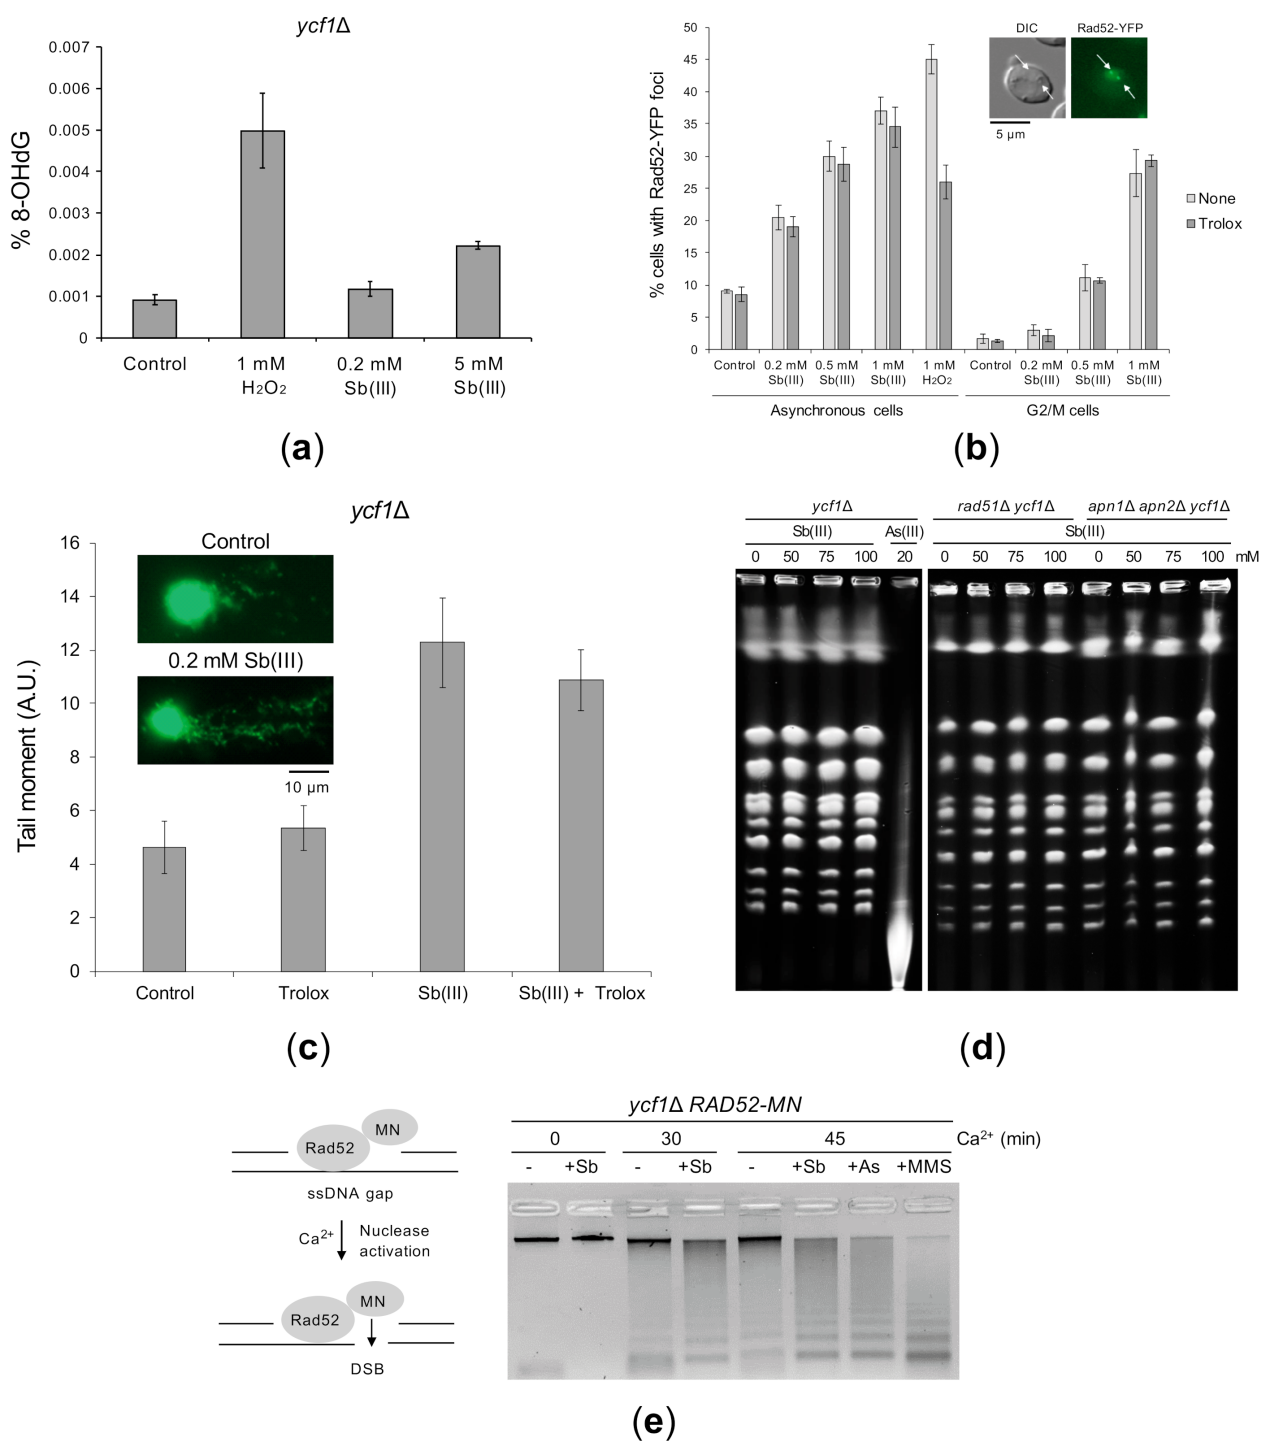 ycf1Δ
% 8-OHdG
0.007
0.006
0.005
0.004
0.003
0.002
0.001
0
Control
1 mM
H2O2
0.2 mM
Sb(III)
5 mM
Sb(III)
(a)
% cells with Rad52-YFP foci
50
45
40
35
30
25
20
15
10
5
0
DIC
Rad52-YFP
5 µm
None
Trolox
Control
0.2 mM
Sb(III)
0.5 mM
Sb(III)
1 mM
Sb(III)
1 mM
H2O2
Control
0.2 mM
Sb(III)
0.5 mM
Sb(III)
1 mM
Sb(III)
Asynchronous cells
G2/M cells
(b)
ycf1Δ
Tail moment (A.U.)
16
14
12
10
8
6
4
2
0
Control
0.2 mM Sb(III)
10 µm
Control
Trolox
Sb(III)
Sb(III) + Trolox
(c)
ycf1Δ
rad51Δ ycf1Δ
apn1Δ apn2Δ ycf1Δ
Sb(III)
As(III)
Sb(III)
0 50 75 100 20 0 50 75 100 0 50 75 100 mM
(d)
Rad52
MN
ssDNA gap
Ca2+
Nuclease
activation
Rad52
MN
DSB
ycf1Δ RAD52-MN
0 30 45 Ca2+ (min)
- +Sb - +Sb - +Sb +As +MMS
(e)